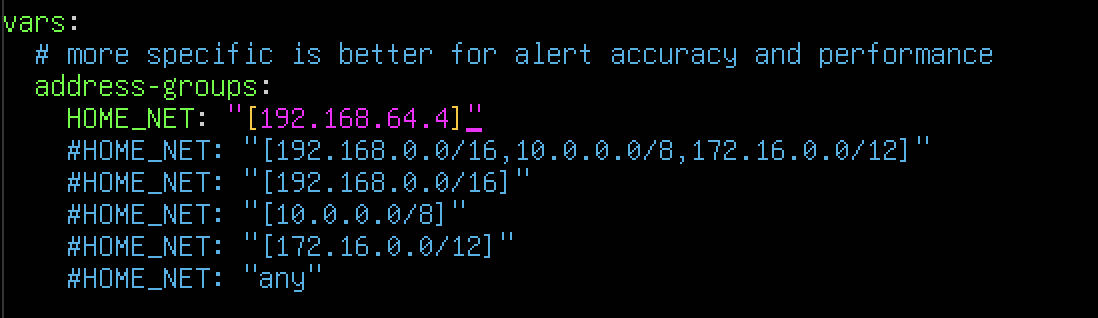 vars:
  # more specific is better for alert accuracy and performance
  address-groups:
    HOME_NET: "[192.168.64.4]"
    #HOME_NET: "[192.168.0.0/16,10.0.0.0/8,172.16.0.0/12]"
    #HOME_NET: "[192.168.0.0/16]"
    #HOME_NET: "[10.0.0.0/8]"
    #HOME_NET: "[172.16.0.0/12]"
    #HOME_NET: "any"